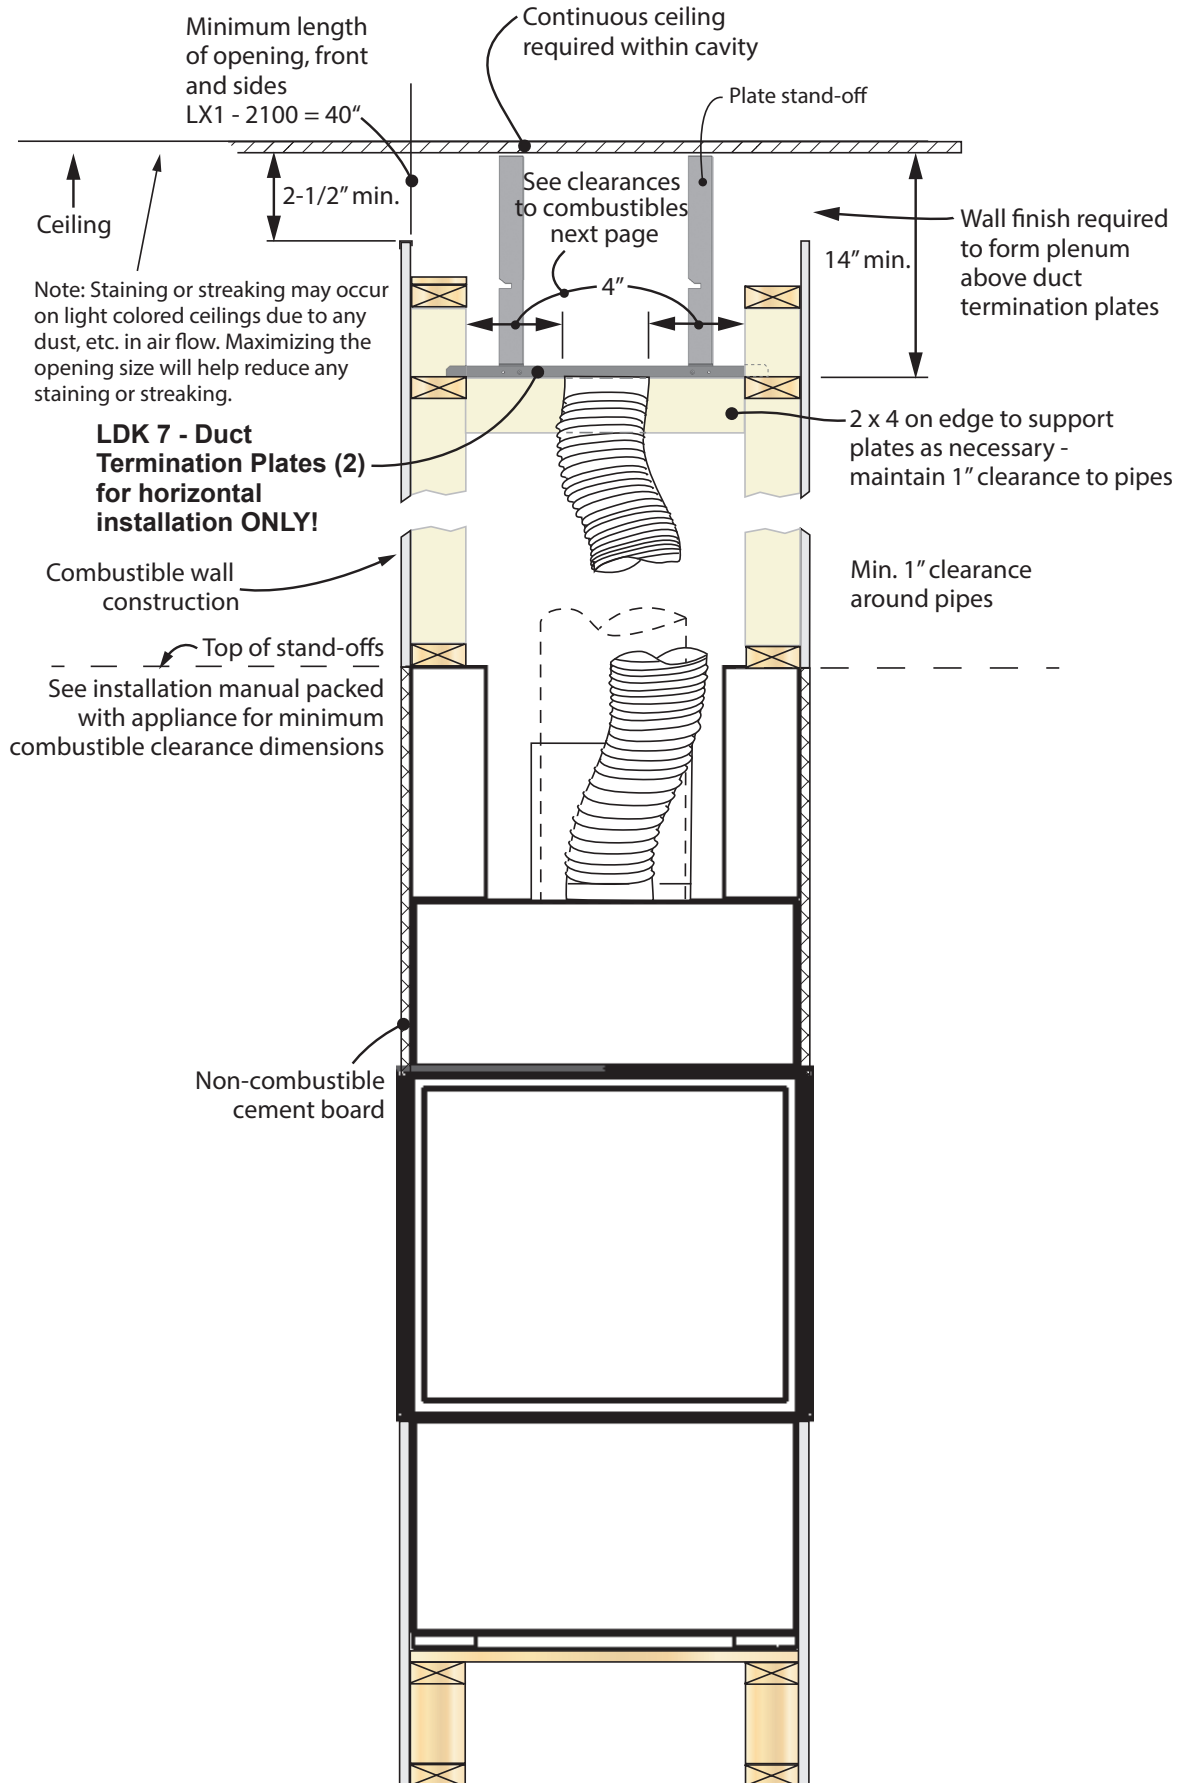 Minimum length
of opening, front
and sides
LX1 - 2100 = 40“
Continuous ceiling
required within cavity
Plate stand-off
2-1/2” min.
See clearances
to combustibles
next page
Ceiling
14” min.
Wall finish required
to form plenum
above duct
termination plates
4”
Note: Staining or streaking may occur
on light colored ceilings due to any
dust, etc. in air flow. Maximizing the
opening size will help reduce any
staining or streaking.
LDK 7 - Duct
Termination Plates (2)
for horizontal
installation ONLY!
2 x 4 on edge to support
plates as necessary -
maintain 1” clearance to pipes
Combustible wall
construction
Min. 1” clearance
around pipes
Top of stand-offs
See installation manual packed
with appliance for minimum
combustible clearance dimensions
Non-combustible
cement board